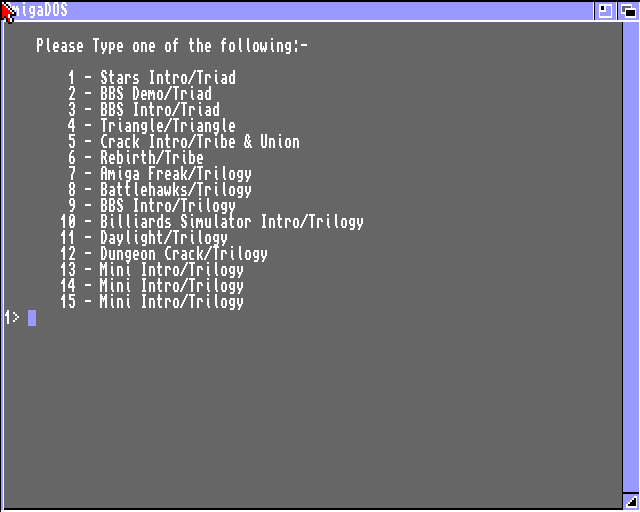 AmigaDOS
Please Type one of the following:-
1 - Stars Intro/Triad
2 - BBS Demo/Triad
3 - BBS Intro/Triad
4 - Triangle/Triangle
5 - Crack Intro/Tribe & Union
6 - Rebirth/Tribe
7 - Amiga Freak/Trilogy
8 - Battlehawks/Trilogy
9 - BBS Intro/Trilogy
10 - Billiards Simulator Intro/Trilogy
11 - Daylight/Trilogy
12 - Dungeon Crack/Trilogy
13 - Mini Intro/Trilogy
14 - Mini Intro/Trilogy
15 - Mini Intro/Trilogy
1>